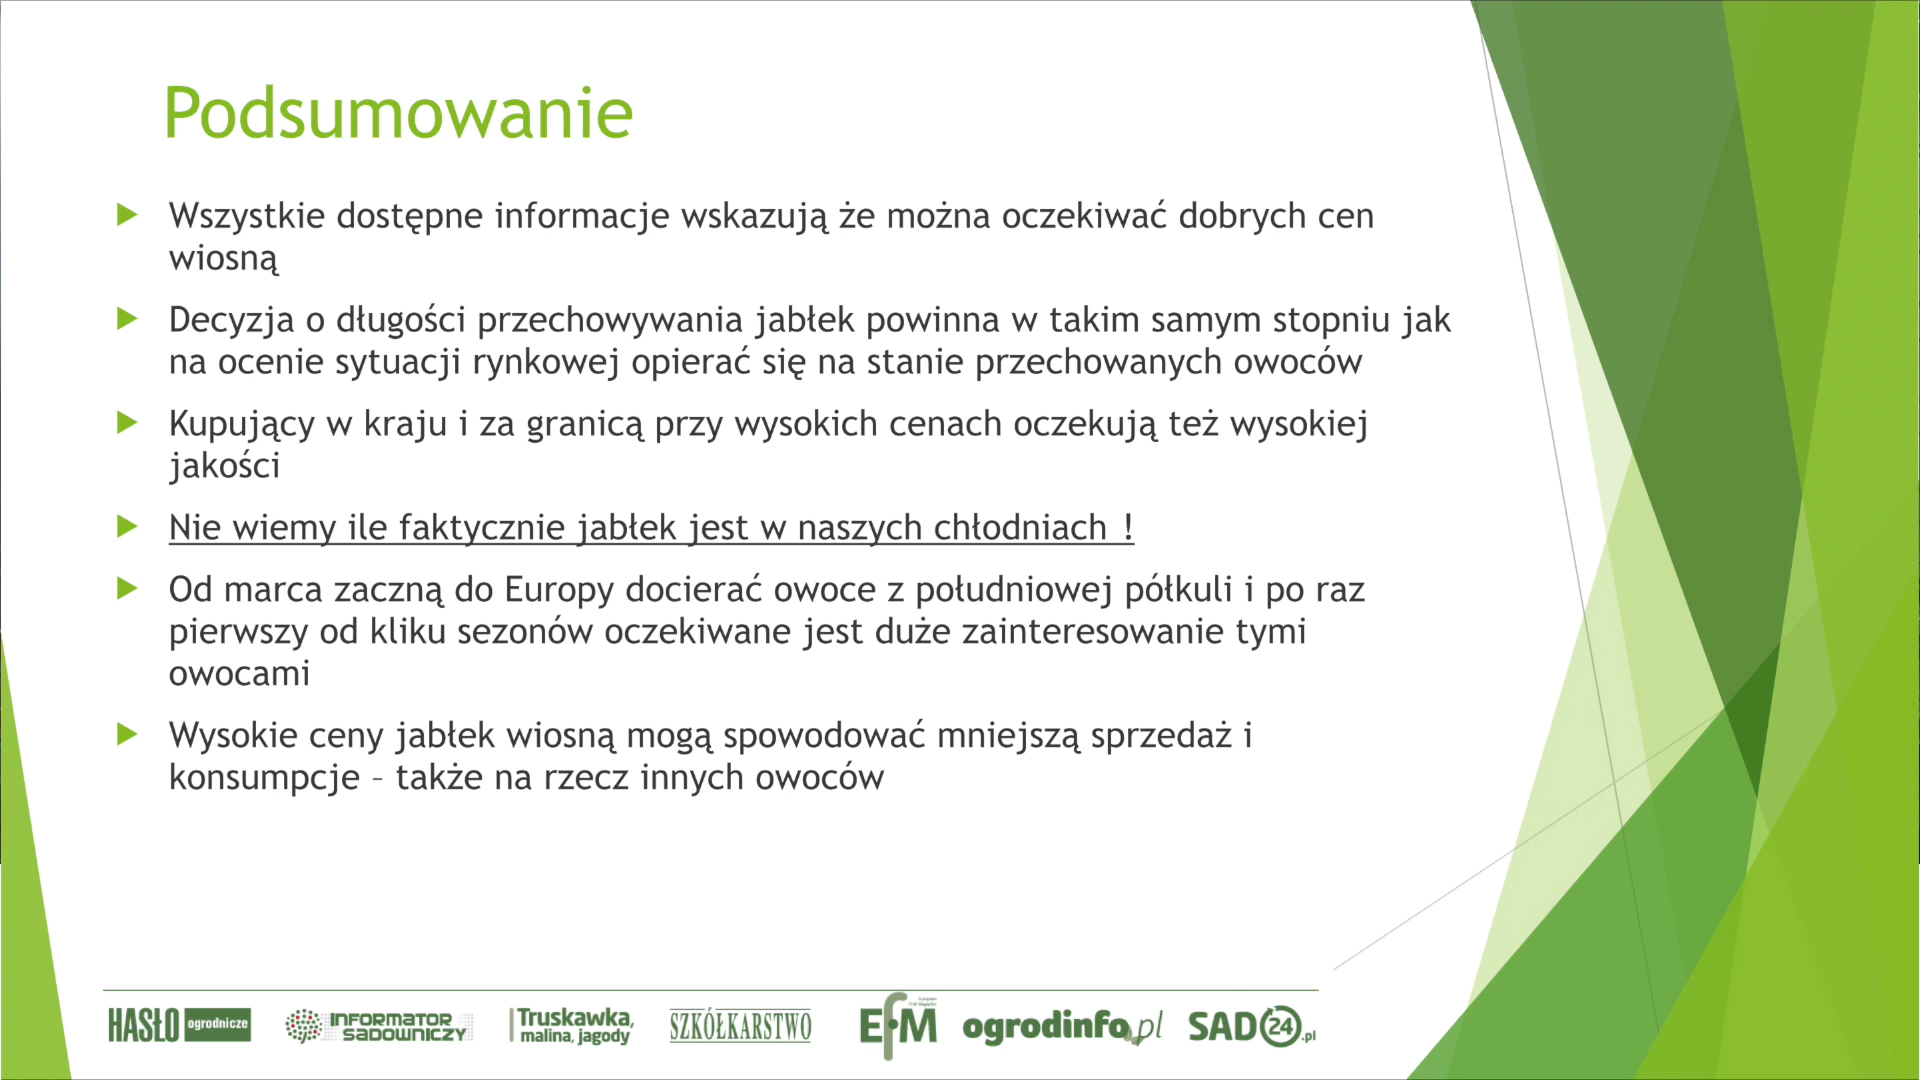 Podsumowanie
Wszystkie dostępne informacje wskazują że można oczekiwać dobrych cen
wiosną
Decyzja o długości przechowywania jabłek powinna w takim samym stopniu jak
na ocenie sytuacji rynkowej opierać się na stanie przechowanych owoców
Kupujący w kraju i za granicą przy wysokich cenach oczekują też wysokiej
jakości
Nie wiemy ile faktycznie jabłek jest w naszych chłodniach !
Od marca zaczną do Europy docierać owoce z południowej półkuli i po raz
pierwszy od kliku sezonów oczekiwane jest duże zainteresowanie tymi
owocami
Wysokie ceny jabłek wiosną mogą spowodować mniejszą sprzedaż i
konsumpcje – także na rzecz innych owoców
HASŁO ogrodnicze
INFORMATOR
SADOWNICZY
Truskawka,
malina, jagody
SZKÓŁKARSTWO
EFM
ogrodinfo.pl
SAD24.pl